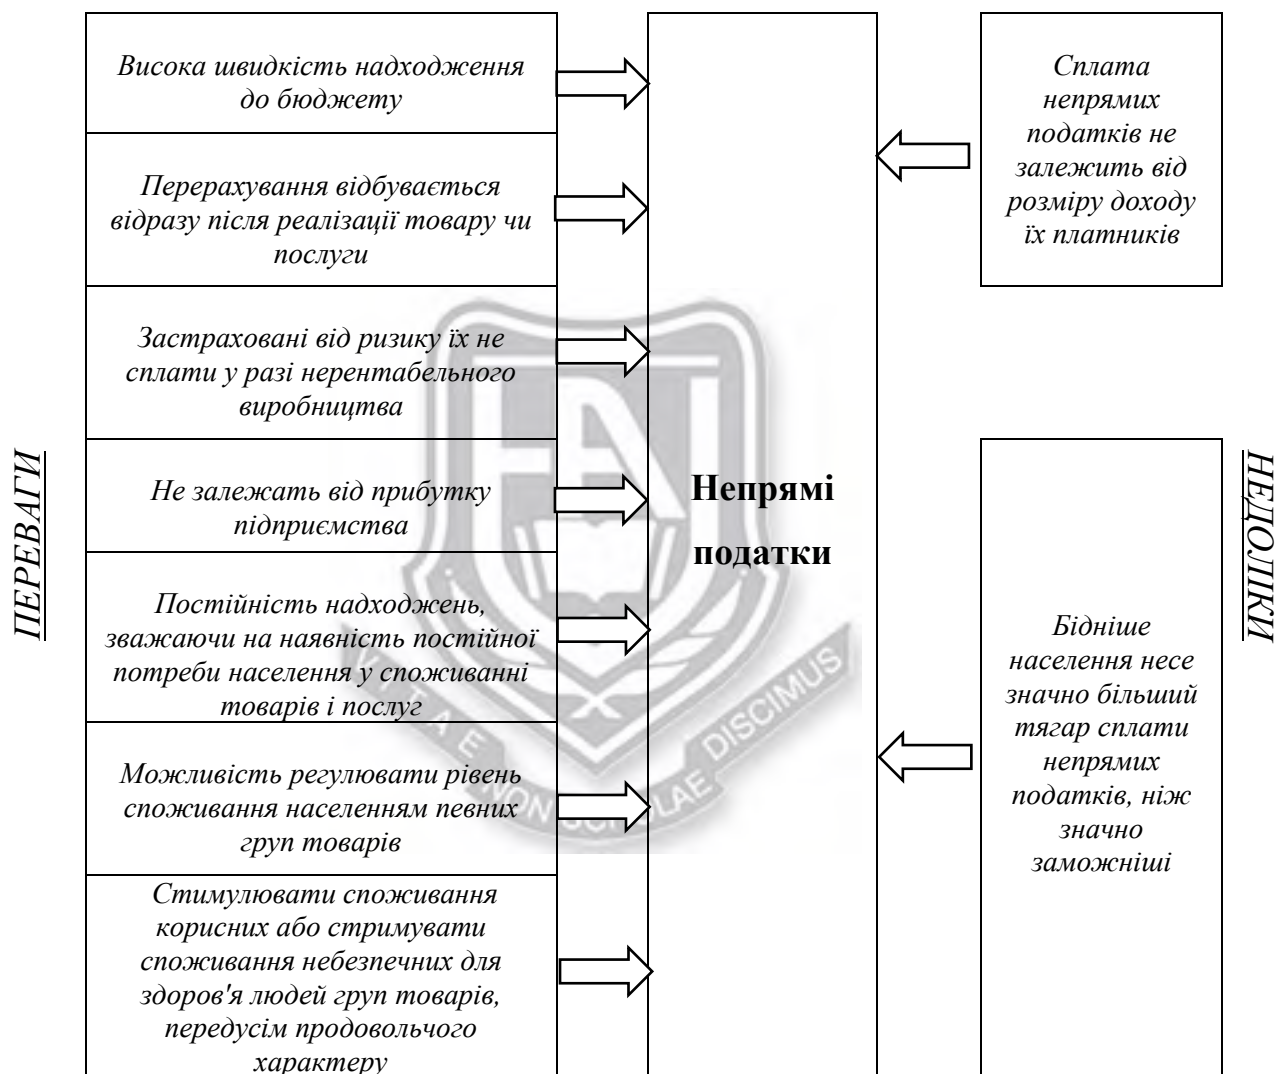 ПЕРЕВАГИ
Висока швидкість надходження
до бюджету
Перерахування відбувається
відразу після реалізації товару чи
послуги
Застраховані від ризику їх не
сплати у разі нерентабельного
виробництва
Не залежать від прибутку
підприємства
Постійність надходжень,
зважаючи на наявність постійної
потреби населення у споживанні
товарів і послуг
Можливість регулювати рівень
споживання населенням певних
груп товарів
Стимулювати споживання
корисних або стримувати
споживання небезпечних для
здоров'я людей груп товарів,
передусім продовольчого
характеру
Непрямі
податки
Сплата
непрямих
податків не
залежить від
розміру доходу
їх платників
Бідніше
населення несе
значно більший
тягар сплати
непрямих
податків, ніж
значно
заможніші
НЕДОЛІКИ
VITAE NON SCHOLAE DISCIMUS